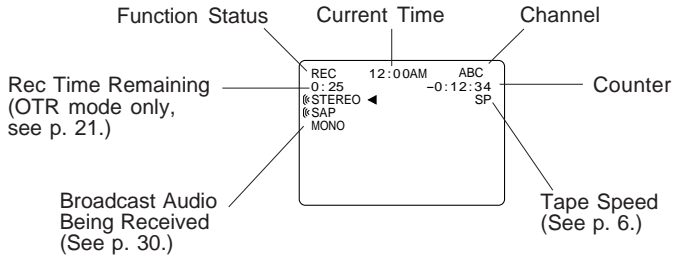 Function Status
Current Time
Channel
REC 12:00AM ABC
0:25 -0:12:34
STEREO ◄ SP
SAP
MONO
Rec Time Remaining
(OTR mode only,
see p. 21.)
Counter
Broadcast Audio
Being Received
(See p. 30.)
Tape Speed
(See p. 6.)